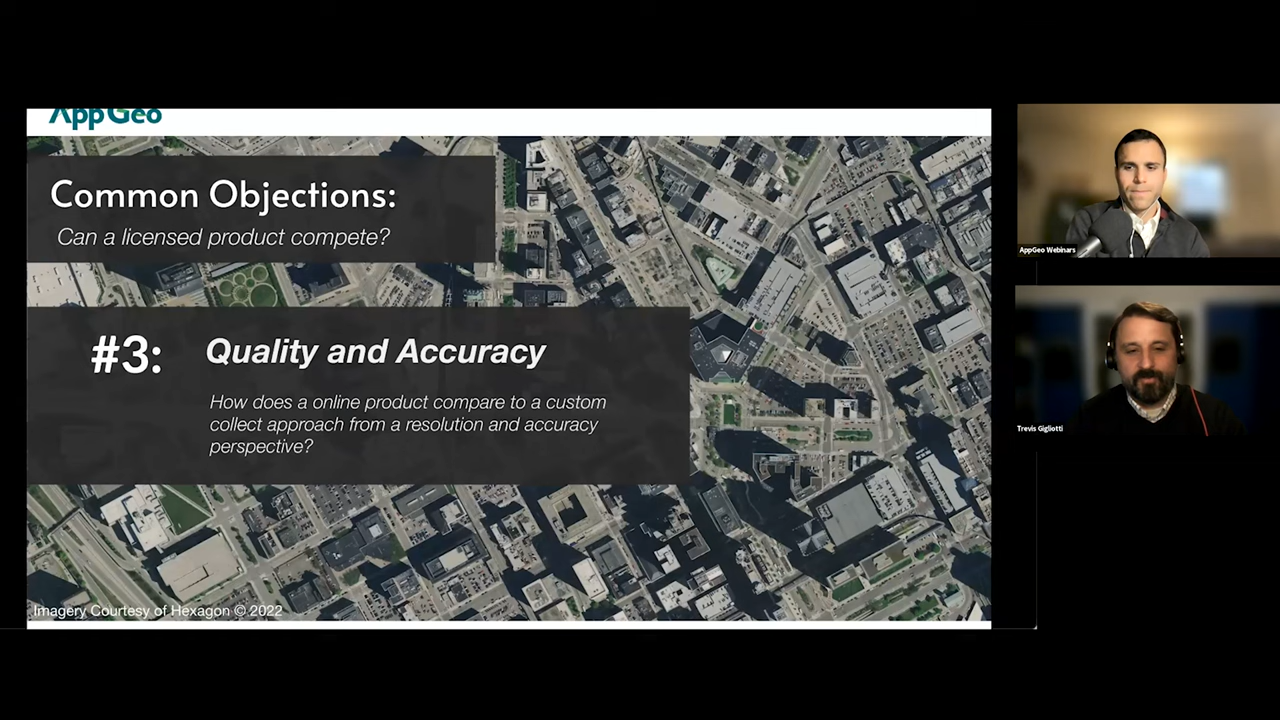 AppGeo
Common Objections:
Can a licensed product compete?
#3: Quality and Accuracy
How does a online product compare to a custom
collect approach from a resolution and accuracy
perspective?
Imagery Courtesy of Hexagon © 2022
AppGeo Webinars
Trevis Gigliotti